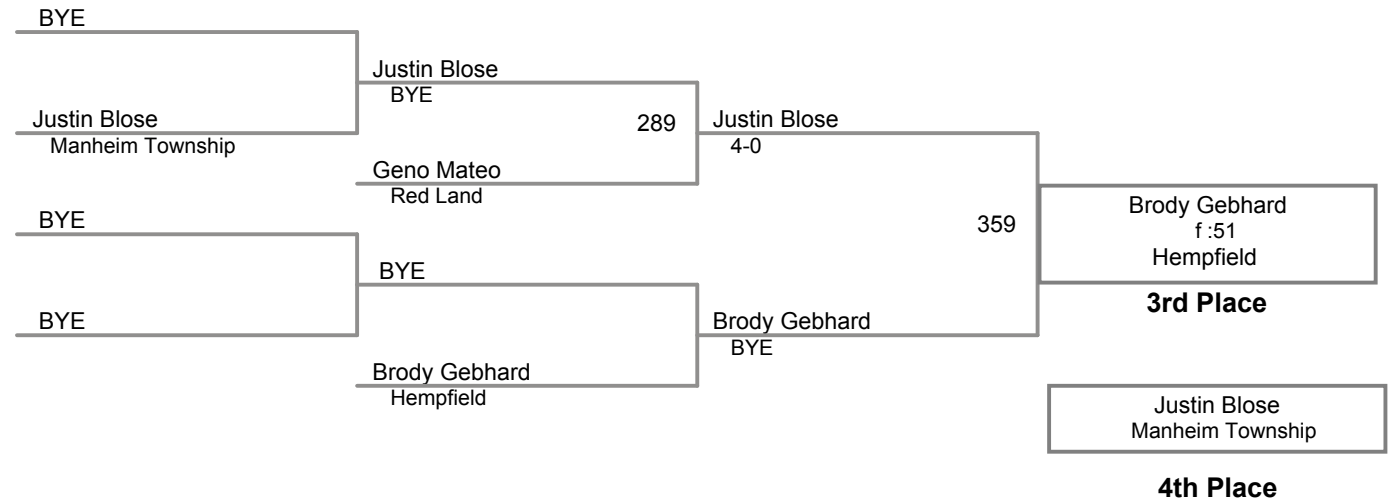 BYE
Justin Blose
BYE
Justin Blose
Manheim Township
289
Justin Blose
4-0
Geno Mateo
Red Land
BYE
359
Brody Gebhard
f :51
Hempfield
3rd Place
BYE
BYE
Brody Gebhard
BYE
Brody Gebhard
Hempfield
Justin Blose
Manheim Township
4th Place